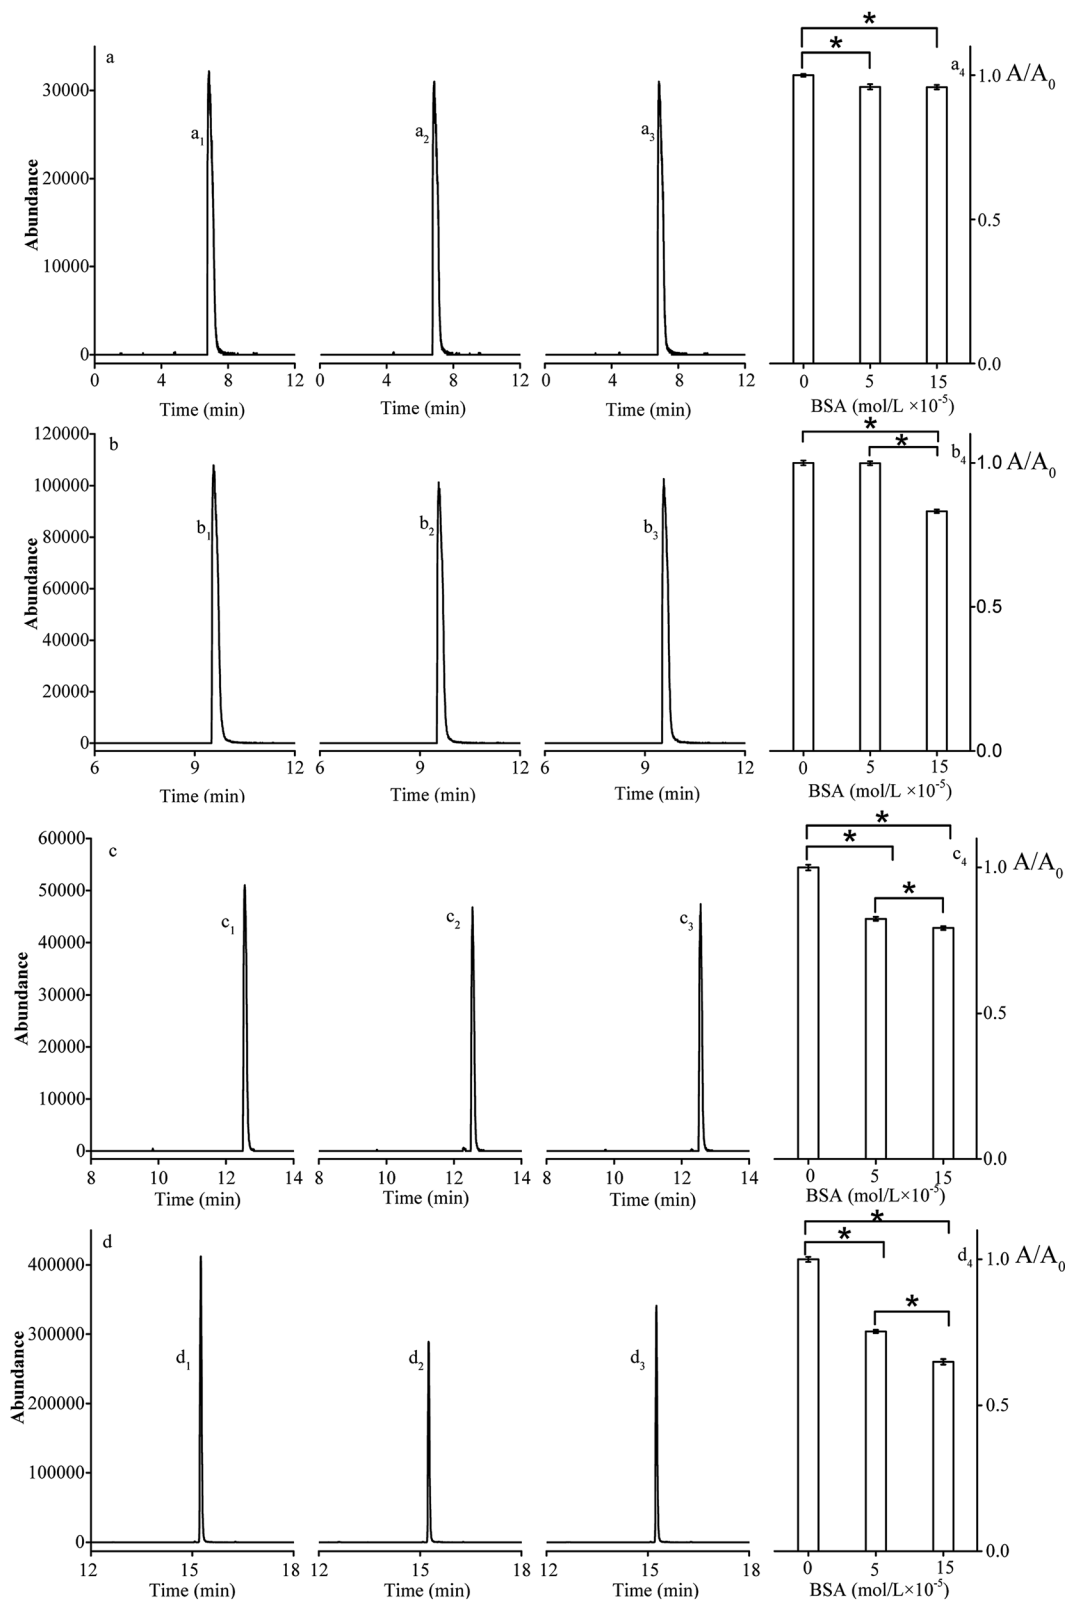 *
*
a
a4
1.0 A/A0
30000
a1
a2
a3
20000
0.5
10000
0
0.0
Abundance
0 4 8 12
0 4 8 12
0 4 8 12
0 5 15
Time (min)
Time (min)
Time (min)
BSA (mol/L ×10-5)
*
*
120000
b
b4
1.0 A/A0
100000
b1
b2
b3
80000
60000
0.5
40000
20000
0
0.0
Abundance
6 9 12
6 9 12
6 9 12
0 5 15
Time (min)
Time (min)
Time (min)
BSA (mol/L ×10-5)
*
*
*
60000
c
c4
1.0 A/A0
50000
c1
c2
c3
40000
30000
0.5
20000
10000
0
0.0
Abundance
8 10 12 14
8 10 12 14
8 10 12 14
0 5 15
Time (min)
Time (min)
Time (min)
BSA (mol/L×10-5)
*
*
*
d
d4
1.0 A/A0
400000
300000
d1
d2
d3
200000
0.5
100000
0
0.0
Abundance
12 15 18
12 15 18
12 15 18
0 5 15
Time (min)
Time (min)
Time (min)
BSA (mol/L×10-5)